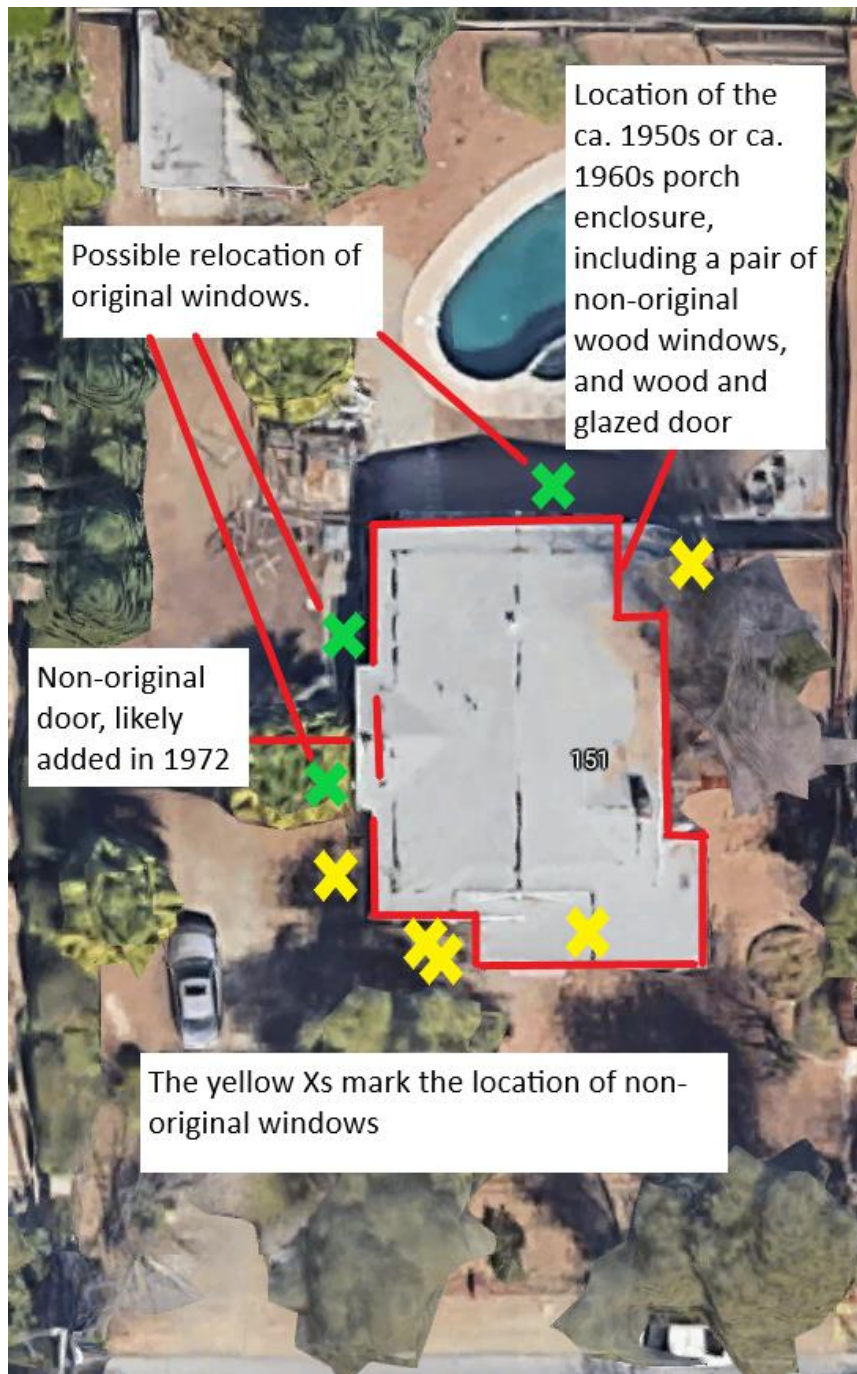 Location of the
ca. 1950s or ca.
1960s porch
enclosure,
including a pair of
non-original
wood windows,
and wood and
glazed door
Possible relocation of
original windows.
Non-original
door, likely
added in 1972
151
The yellow Xs mark the location of non-
original windows